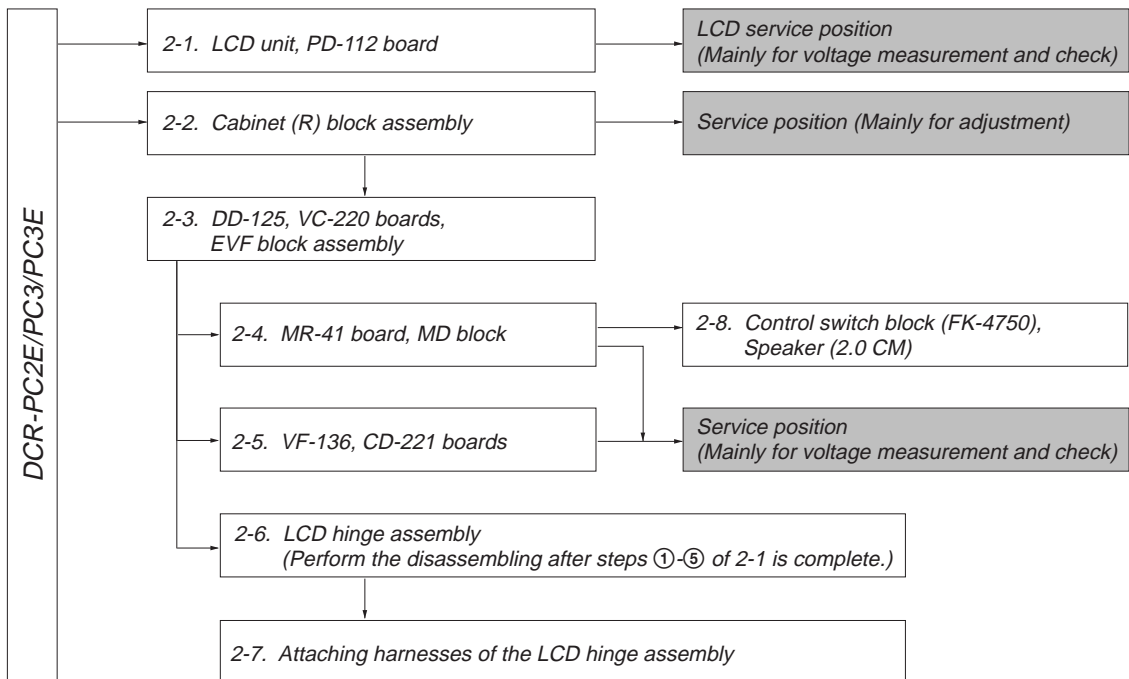 DCR-PC2E/PC3/PC3E
2-1. LCD unit, PD-112 board
LCD service position
(Mainly for voltage measurement and check)
2-2. Cabinet (R) block assembly
Service position (Mainly for adjustment)
2-3. DD-125, VC-220 boards,
EVF block assembly
2-4. MR-41 board, MD block
2-8. Control switch block (FK-4750),
Speaker (2.0 CM)
2-5. VF-136, CD-221 boards
Service position
(Mainly for voltage measurement and check)
2-6. LCD hinge assembly
(Perform the disassembling after steps ①-⑤ of 2-1 is complete.)
2-7. Attaching harnesses of the LCD hinge assembly